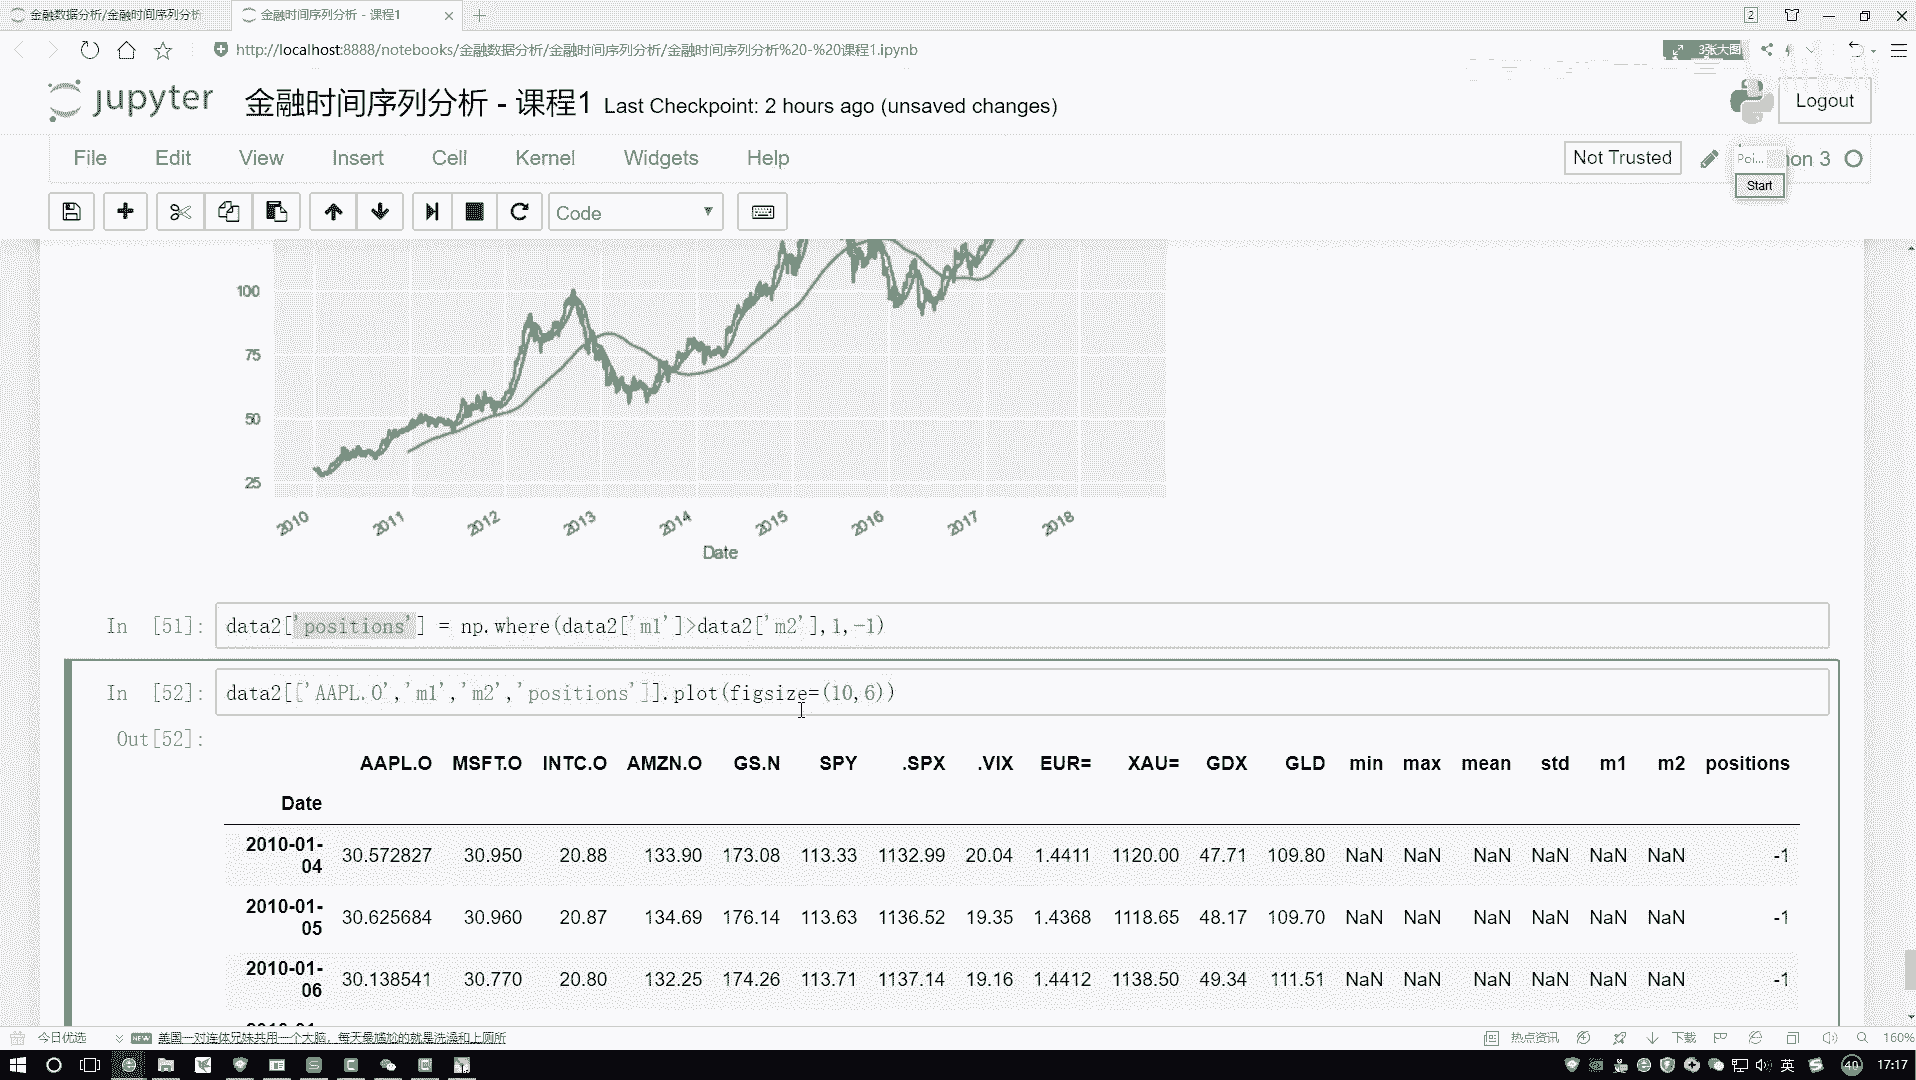 金融数据分析/金融时间序列分析
金融时间序列分析 - 课程1
2
http://localhost:8888/notebooks/金融数据分析/金融时间序列分析/金融时间序列分析%20-%20课程1.ipynb
3张大图
jupyter
金融时间序列分析 - 课程1 Last Checkpoint: 2 hours ago (unsaved changes)
Logout
File Edit View Insert Cell Kernel Widgets Help
Not Trusted
Poi... on 3
Start
Code
100
75
50
25
2010 2011 2012 2013 2014 2015 2016 2017 2018
Date
In [51]: data2['positions'] = np.where(data2['m1']>data2['m2'],1,-1)
In [52]: data2[['AAPL.O','m1','m2','positions']].plot(figsize=(10,6))
Out[52]:
AAPL.O MSFT.O INTC.O AMZN.O GS.N SPY .SPX .VIX EUR= XAU= GDX GLD min max mean std m1 m2 positions
Date
2010-01-04 30.572827 30.950 20.88 133.90 173.08 113.33 1132.99 20.04 1.4411 1120.00 47.71 109.80 NaN NaN NaN NaN NaN NaN -1
2010-01-05 30.625684 30.960 20.87 134.69 176.14 113.63 1136.52 19.35 1.4368 1118.65 48.17 109.70 NaN NaN NaN NaN NaN NaN -1
2010-01-06 30.138541 30.770 20.80 132.25 174.26 113.71 1137.14 19.16 1.4412 1138.50 49.34 111.51 NaN NaN NaN NaN NaN NaN -1
今日优选
NEW 美国一对连体兄妹共用一个大脑，每天最尴尬的就是洗澡和上厕所
热点资讯
下载
160%
英
40
17:17